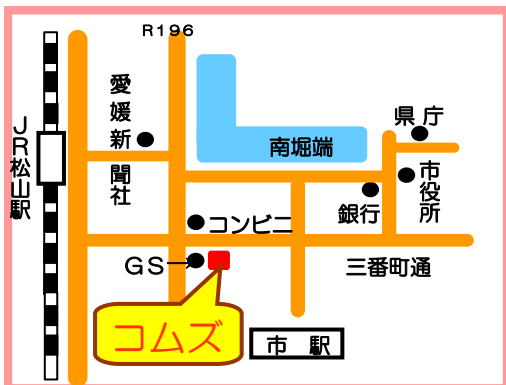 R196
愛媛新聞社
県庁
JR松山駅
南堀端
市役所
銀行
コンビニ
GS
三番町通
コムズ
市駅